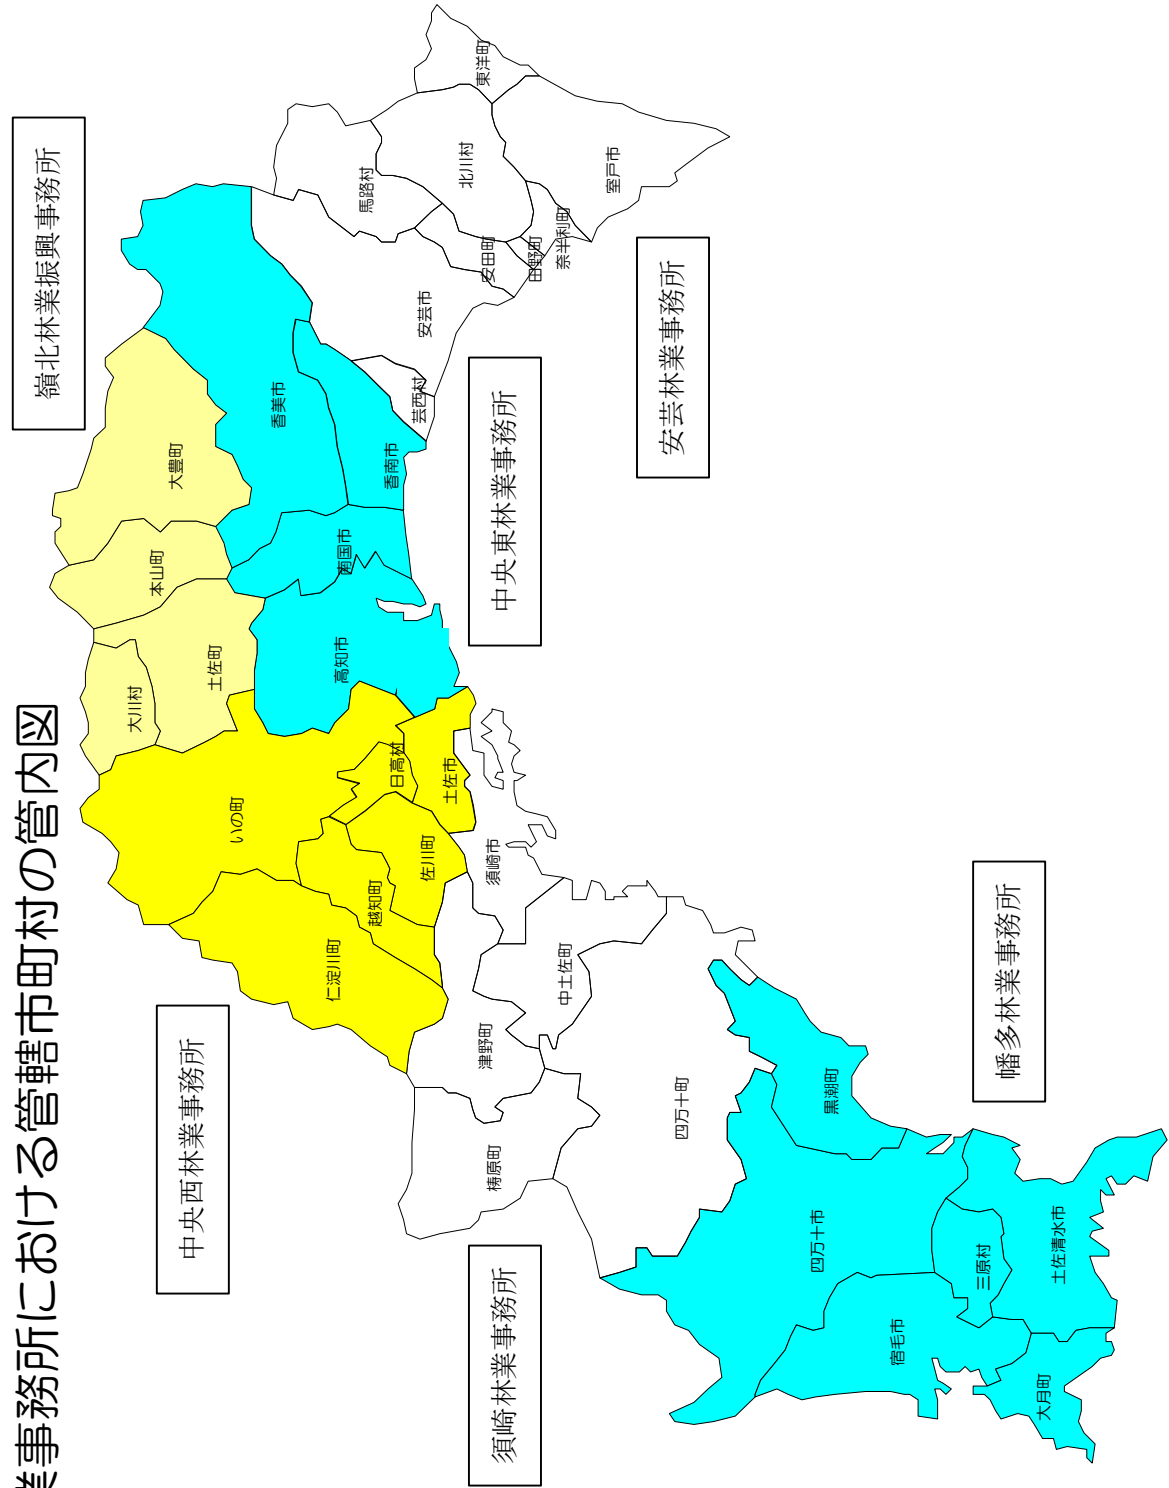 業事務所における管轄市町村の管内図
嶺北林業振興事務所
中央西林業事務所
中央東林業事務所
安芸林業事務所
須崎林業事務所
幡多林業事務所
東洋町
北川村
室戸市
馬路村
奈半利町
田野町
安田町
安芸市
芸西村
香美市
香南市
南国市
大豊町
本山町
土佐町
大川村
高知市
いの町
日高村
土佐市
佐川町
越知町
仁淀川町
須崎市
中土佐町
津野町
梼原町
四万十町
黒潮町
四万十市
三原村
土佐清水市
宿毛市
大月町